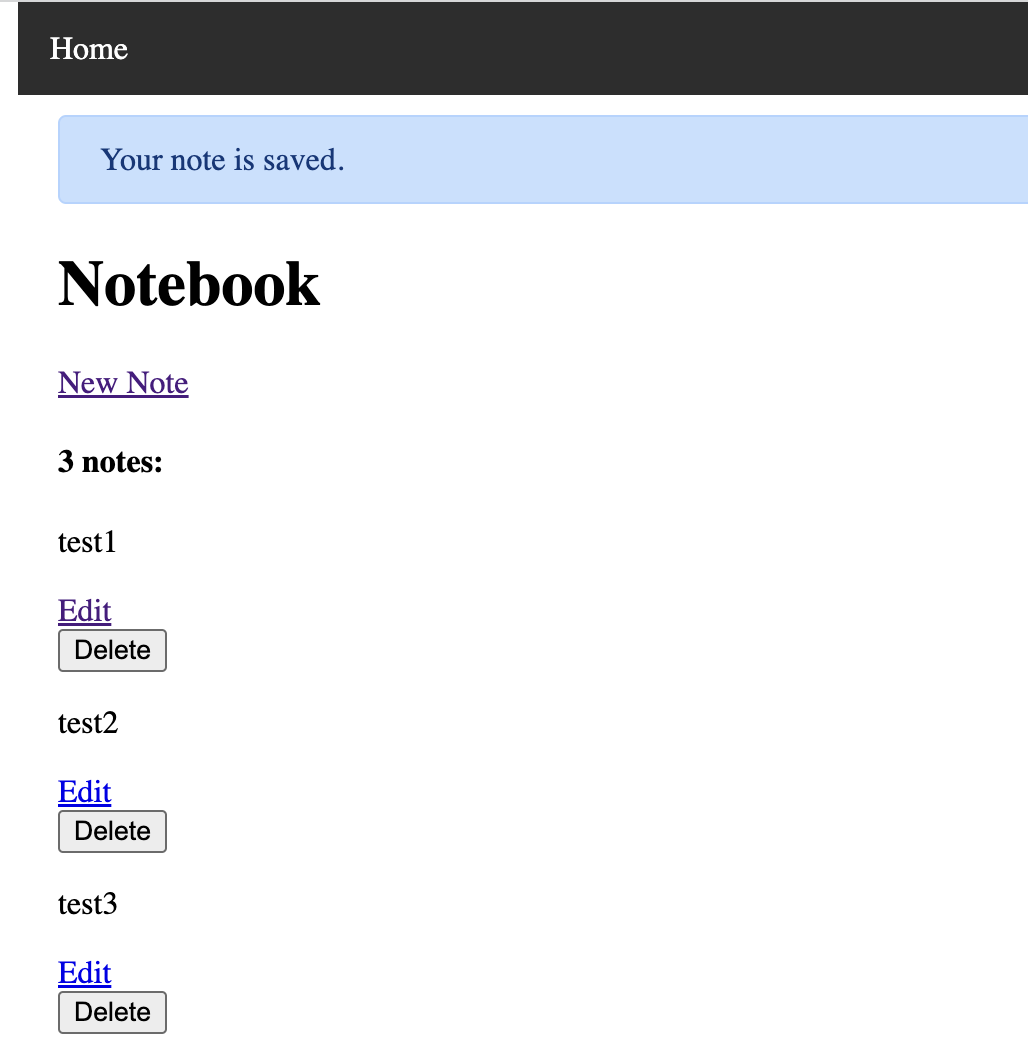 Home
Your note is saved.
Notebook
New Note
3 notes:
test1
Edit
Delete
test2
Edit
Delete
test3
Edit
Delete